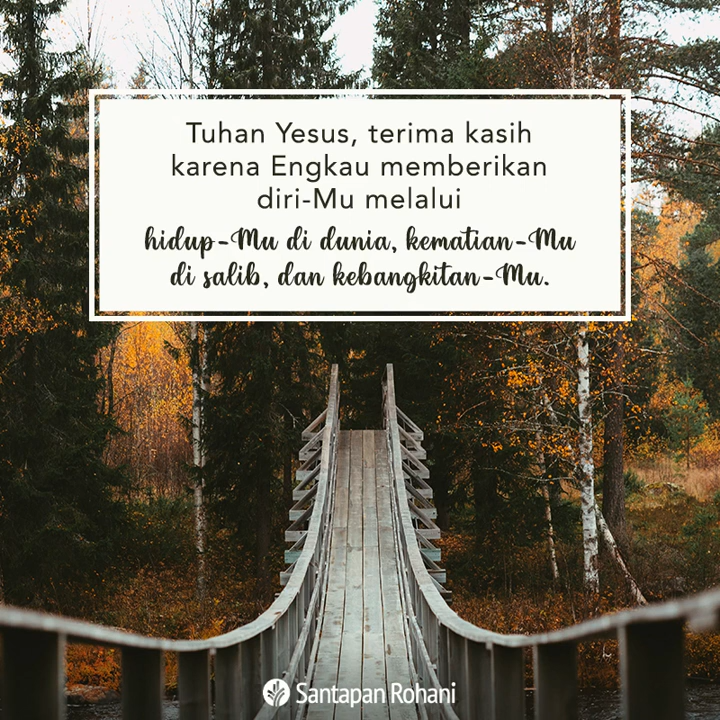 Tuhan Yesus, terima kasih
karena Engkau memberikan
diri-Mu melalui
hidup-Mu di dunia, kematian-Mu
di salib, dan kebangkitan-Mu.
Santapan Rohani